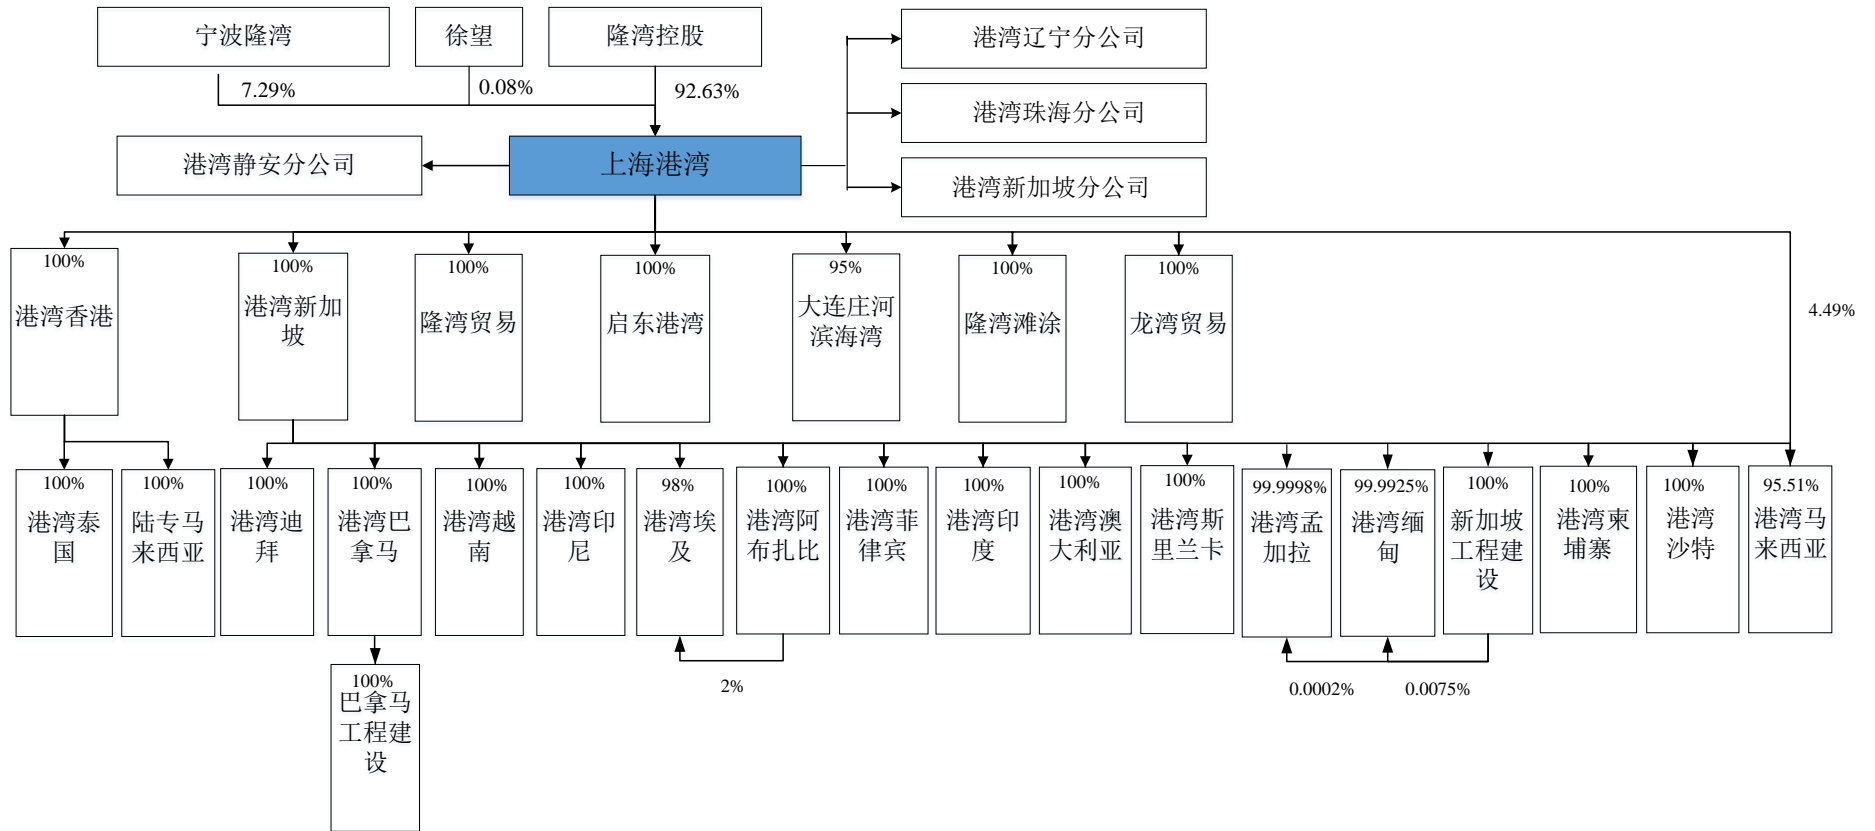 宁波隆湾
徐望
隆湾控股
港湾辽宁分公司
7.29%
0.08%
92.63%
港湾珠海分公司
港湾静安分公司
上海港湾
港湾新加坡分公司
100%
港湾香港
100%
港湾新加
坡
100%
隆湾贸易
100%
启东港湾
95%
大连庄河
滨海湾
100%
隆湾滩涂
100%
龙湾贸易
4.49%
100%
港湾泰
国
100%
陆专马
来西亚
100%
港湾迪
拜
100%
港湾巴
拿马
100%
港湾越
南
100%
港湾印
尼
98%
港湾埃
及
100%
港湾阿
布扎比
100%
港湾菲
律宾
100%
港湾印
度
100%
港湾澳
大利亚
100%
港湾斯
里兰卡
99.9998%
港湾孟
加拉
99.9925%
港湾缅
甸
100%
新加坡
工程建
设
100%
港湾柬
埔寨
100%
港湾
沙特
95.51%
港湾马
来西亚
2%
0.0002%
0.0075%
100%
巴拿马
工程建
设